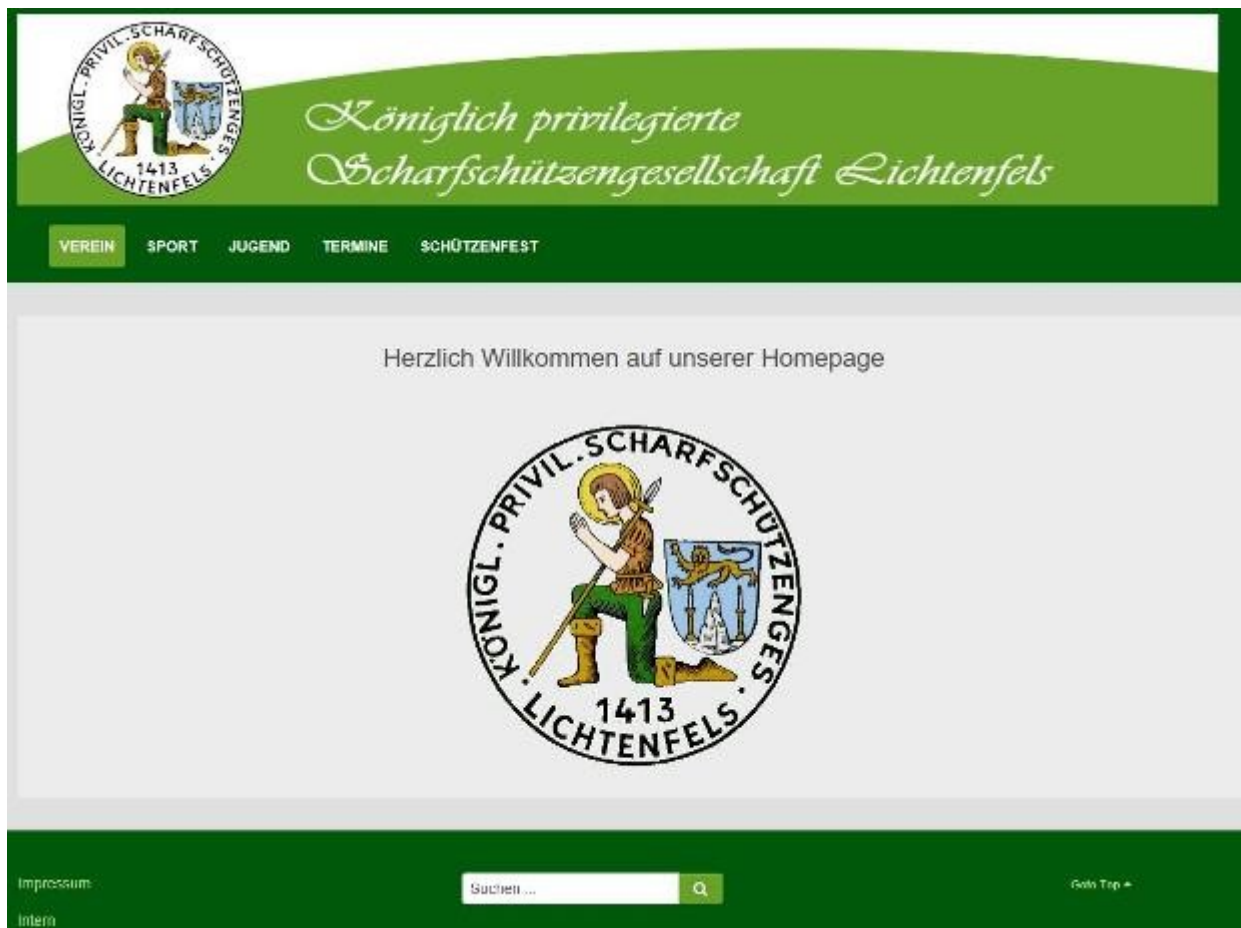 KÖNIGL. PRIVIL. SCHARFSCHÜTZENGES.
1413
· LICHTENFELS ·
Königlich privilegierte
Scharfschützengesellschaft Lichtenfels
VEREIN SPORT JUGEND TERMINE SCHÜTZENFEST
Herzlich Willkommen auf unserer Homepage
KÖNIGL. PRIVIL. SCHARFSCHÜTZENGES.
1413
· LICHTENFELS ·
Impressum
Suchen ...
Goto Top
Intern